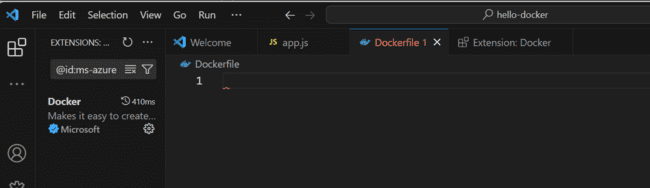 File Edit Selection View Go Run ··· hello-docker
EXTENSIONS: ... ···
Welcome JS app.js Dockerfile 1 Extension: Docker
@id:ms-azure
Dockerfile
1
Docker 410ms
Makes it easy to create...
Microsoft